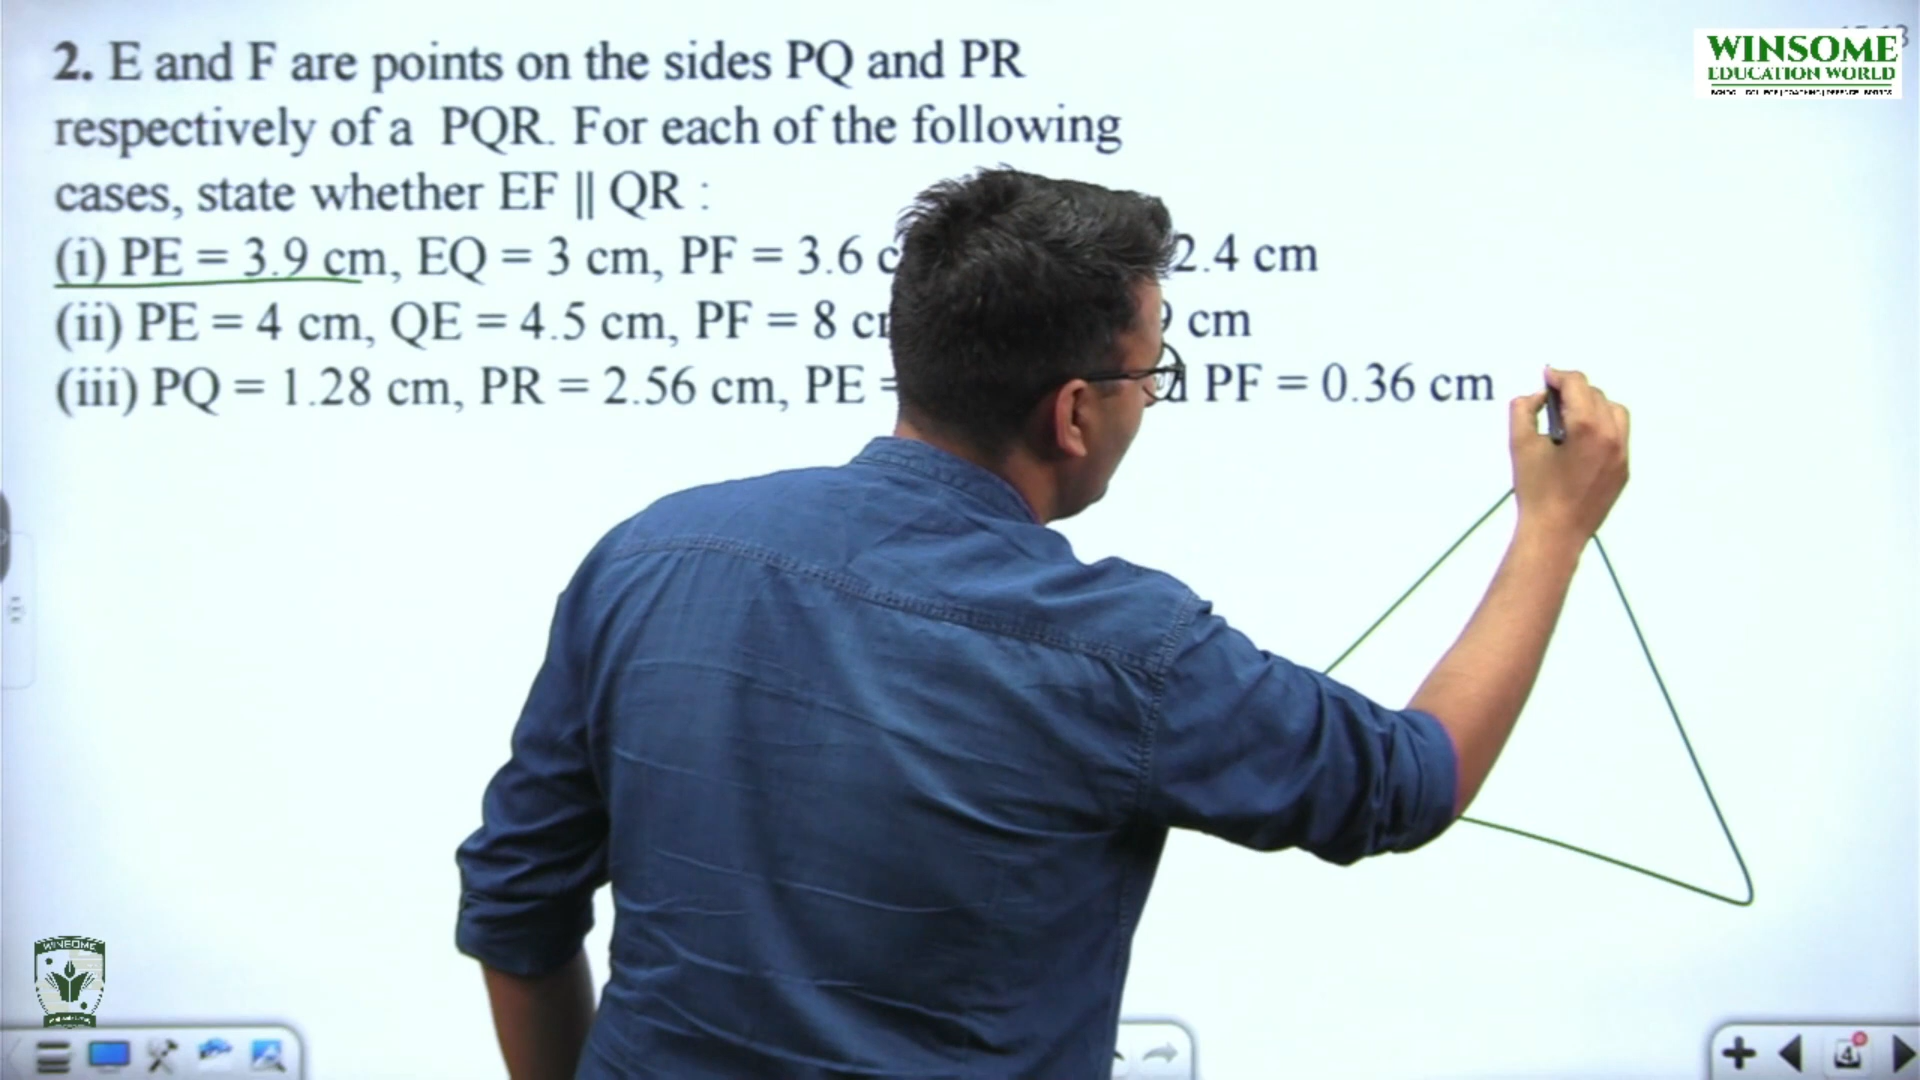 2. E and F are points on the sides PQ and PR
respectively of a PQR. For each of the following
cases, state whether EF || QR :
(i) PE = 3.9 cm, EQ = 3 cm, PF = 3.6 2.4 cm
(ii) PE = 4 cm, QE = 4.5 cm, PF = 8 cm
(iii) PQ = 1.28 cm, PR = 2.56 cm, PE = PF = 0.36 cm
WINSOME
EDUCATION WORLD
WINSOME
4